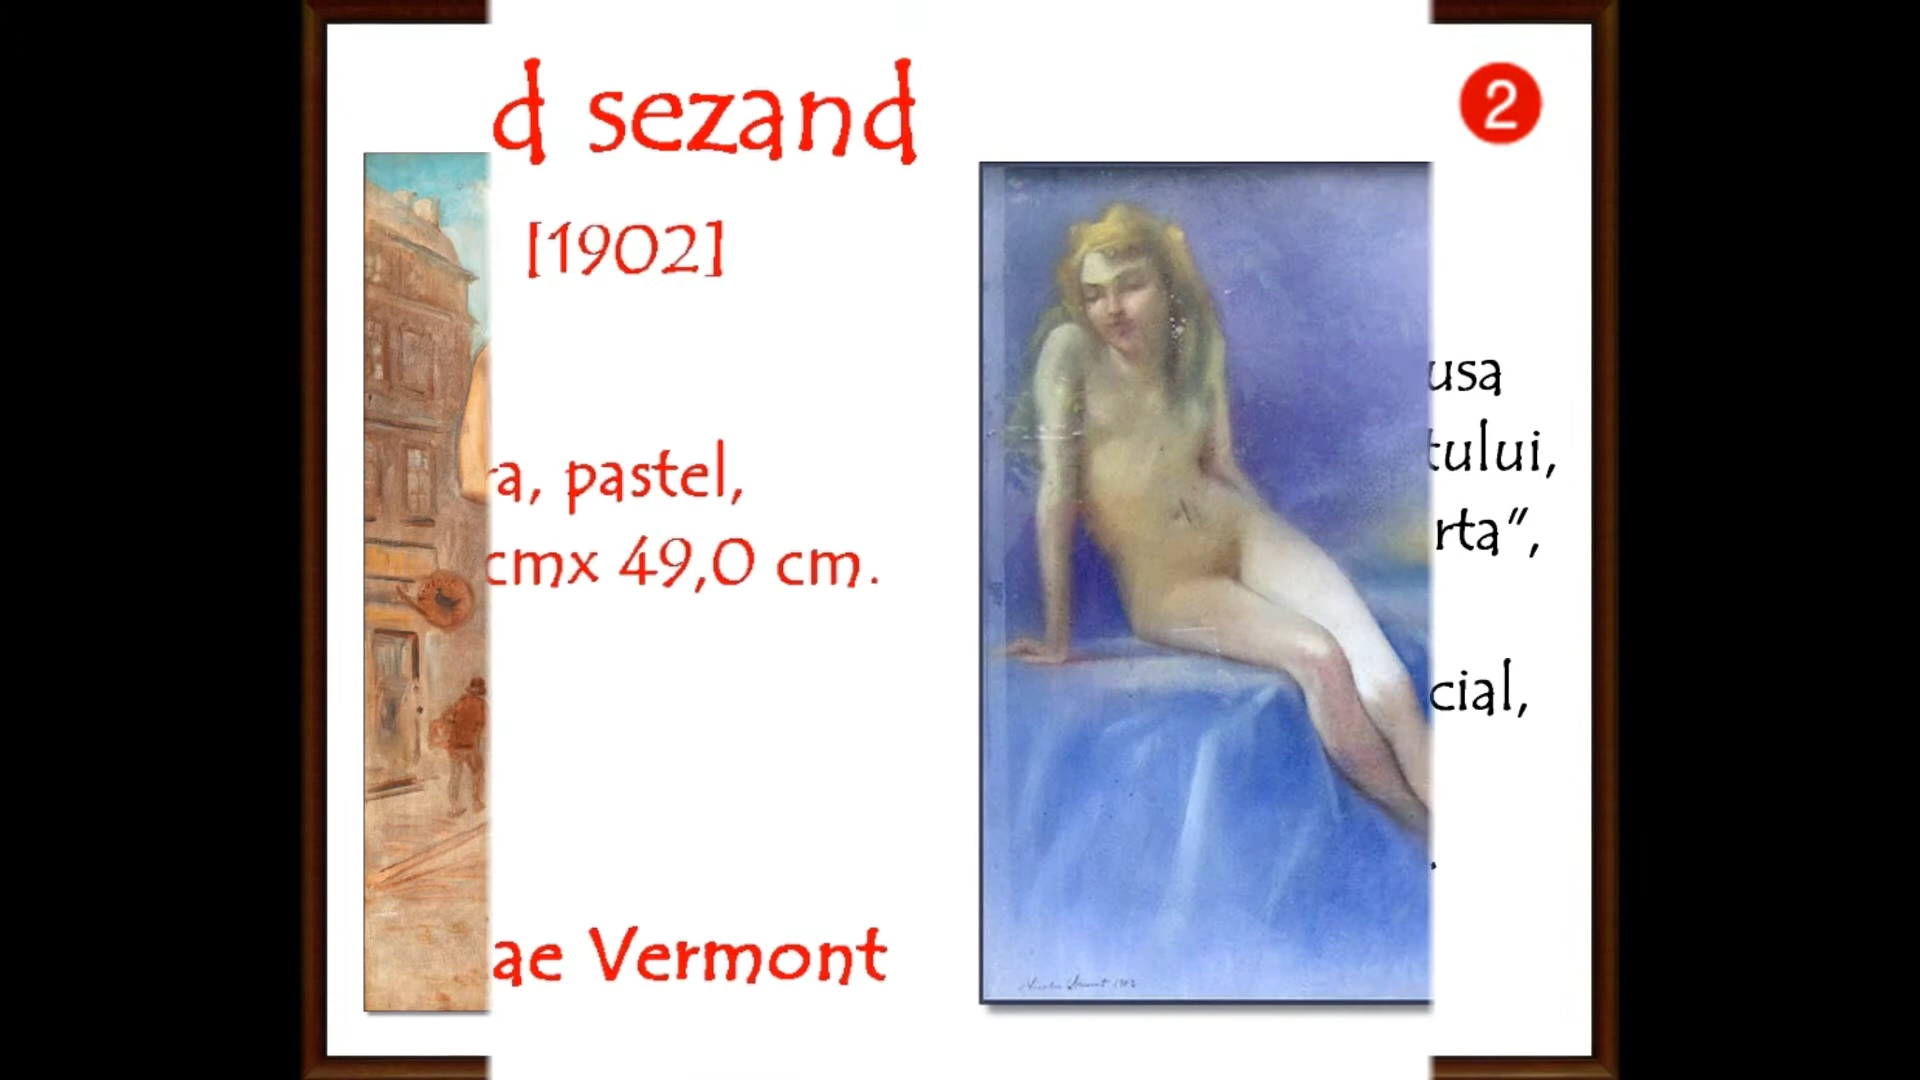 d sezand
2
[1902]
usa
tului,
a, pastel,
rta”,
cmx 49,0 cm.
cial,
ae Vermont